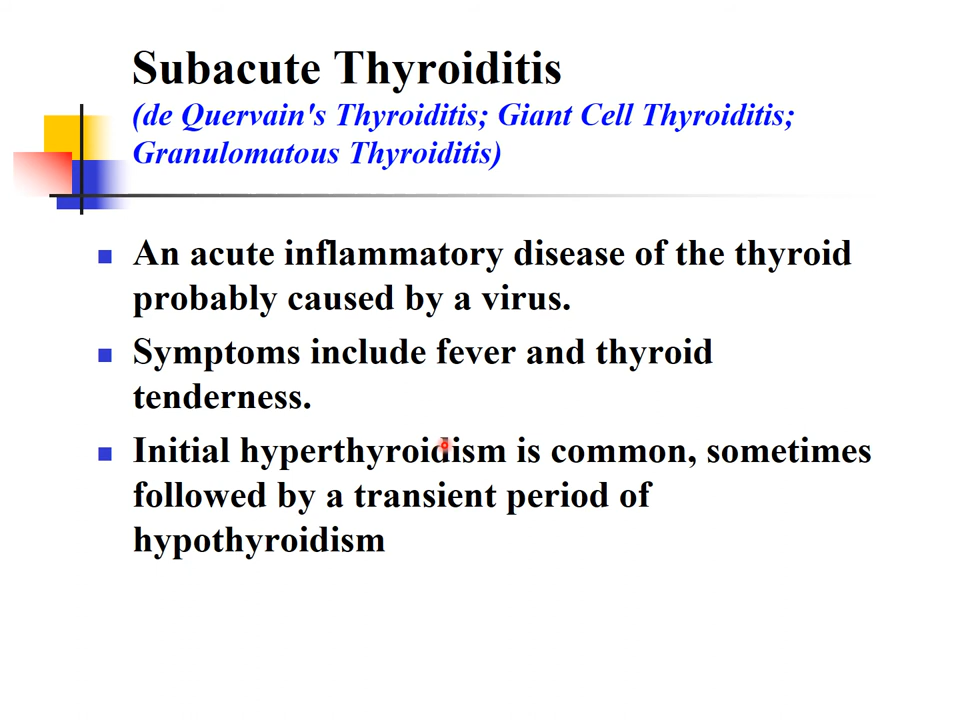 Subacute Thyroiditis
(de Quervain's Thyroiditis; Giant Cell Thyroiditis;
Granulomatous Thyroiditis)
An acute inflammatory disease of the thyroid
probably caused by a virus.
Symptoms include fever and thyroid
tenderness.
Initial hyperthyroidism is common, sometimes
followed by a transient period of
hypothyroidism